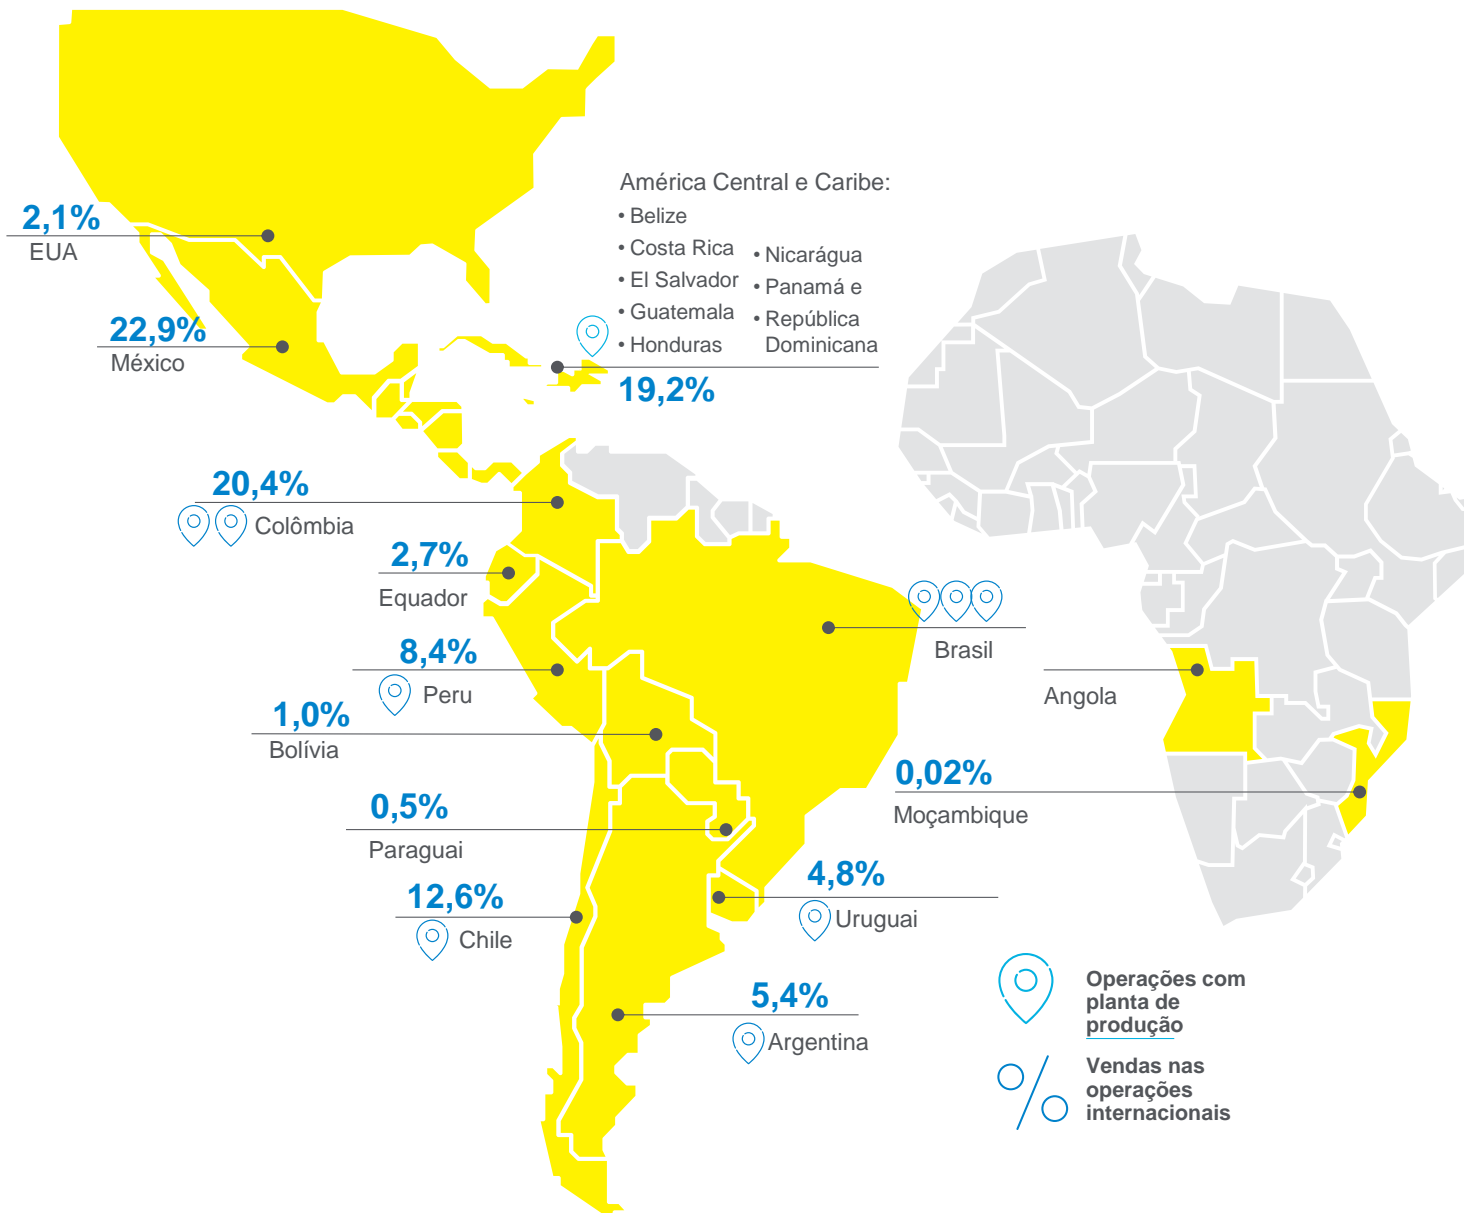 América Central e Caribe:
• Belize
• Costa Rica
• El Salvador
• Guatemala
• Honduras
• Nicarágua
• Panamá e
• República
Dominicana
19,2%
2,1%
EUA
22,9%
México
20,4%
Colômbia
2,7%
Equador
8,4%
Peru
1,0%
Bolívia
0,5%
Paraguai
12,6%
Chile
Brasil
Angola
0,02%
Moçambique
4,8%
Uruguai
5,4%
Argentina
Operações com
planta de
produção
Vendas nas
operações
internacionais